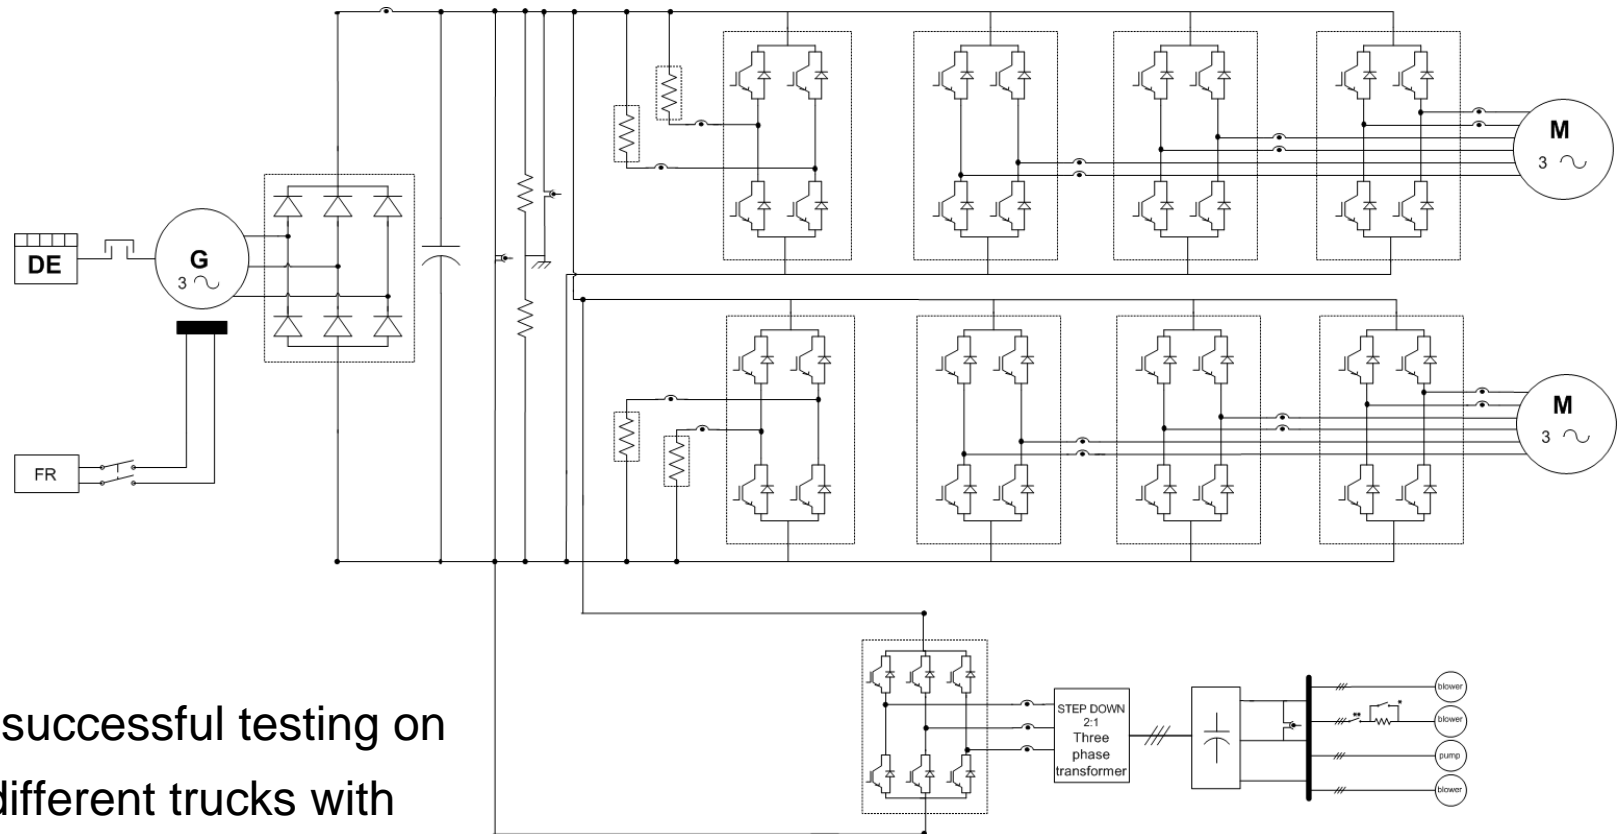 M
3
DE
G
3
M
3
FR
successful testing on
different trucks with
STEP DOWN
2:1
Three
phase
transformer
blower
**
*
blower
pump
blower